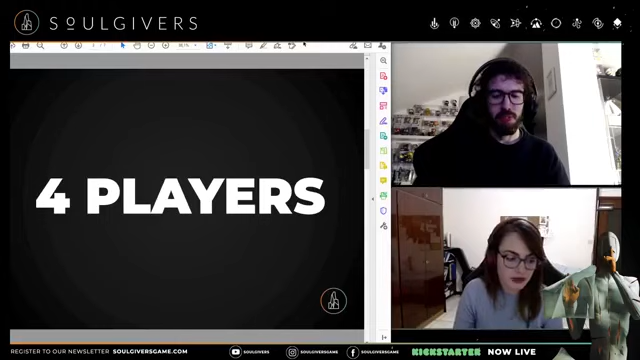 SOULGIVERS
4 PLAYERS
REGISTER TO OUR NEWSLETTER SOULGIVERSGAME.COM
SOULGIVERS
SOULGIVERSGAME
SOULGIVERSGAME
KICKSTARTER NOW LIVE